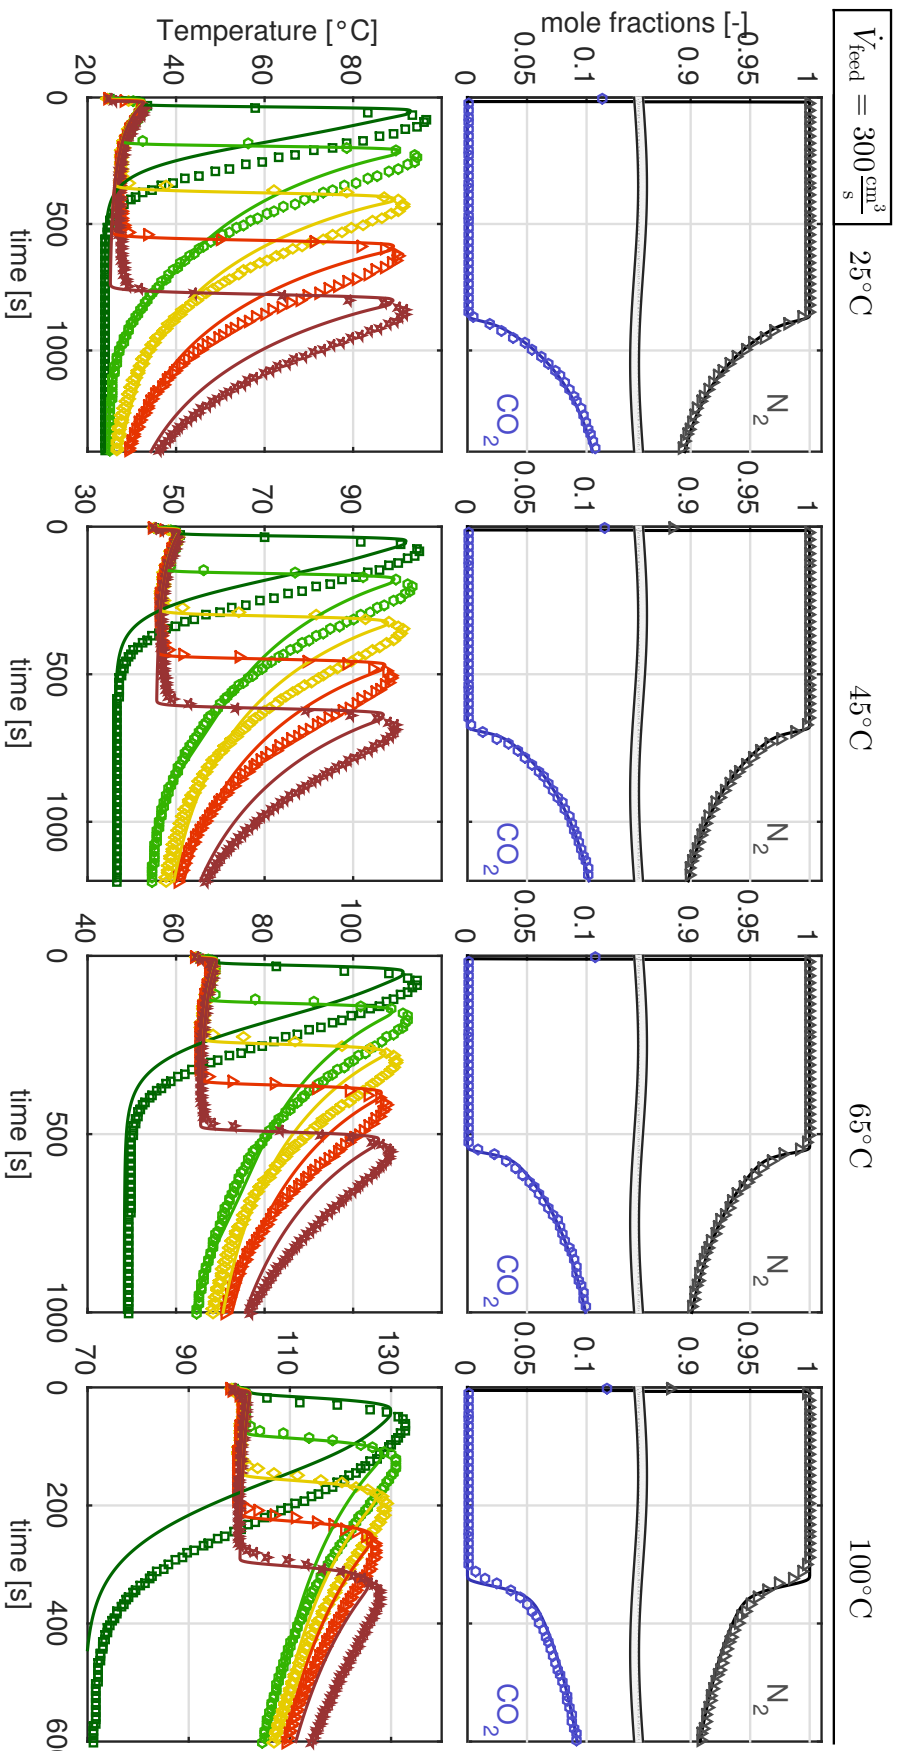 V̇feed = 300 cm³/s 25°C 45°C 65°C 100°C
mole fractions [-]
1 1 1 1
0.95 0.95 0.95 0.95
0.9 0.9 0.9 0.9
N₂ N₂ N₂ N₂
0.1 0.1 0.1 0.1
0.05 0.05 0.05 0.05
CO₂ CO₂ CO₂ CO₂
0 0 0 0
Temperature [°C]
80 90 100 130
60 70 80 110
40 50 60 90
20 30 40 70
0 500 1000 0 500 1000 0 500 1000 0 200 400
time [s] time [s] time [s] time [s]